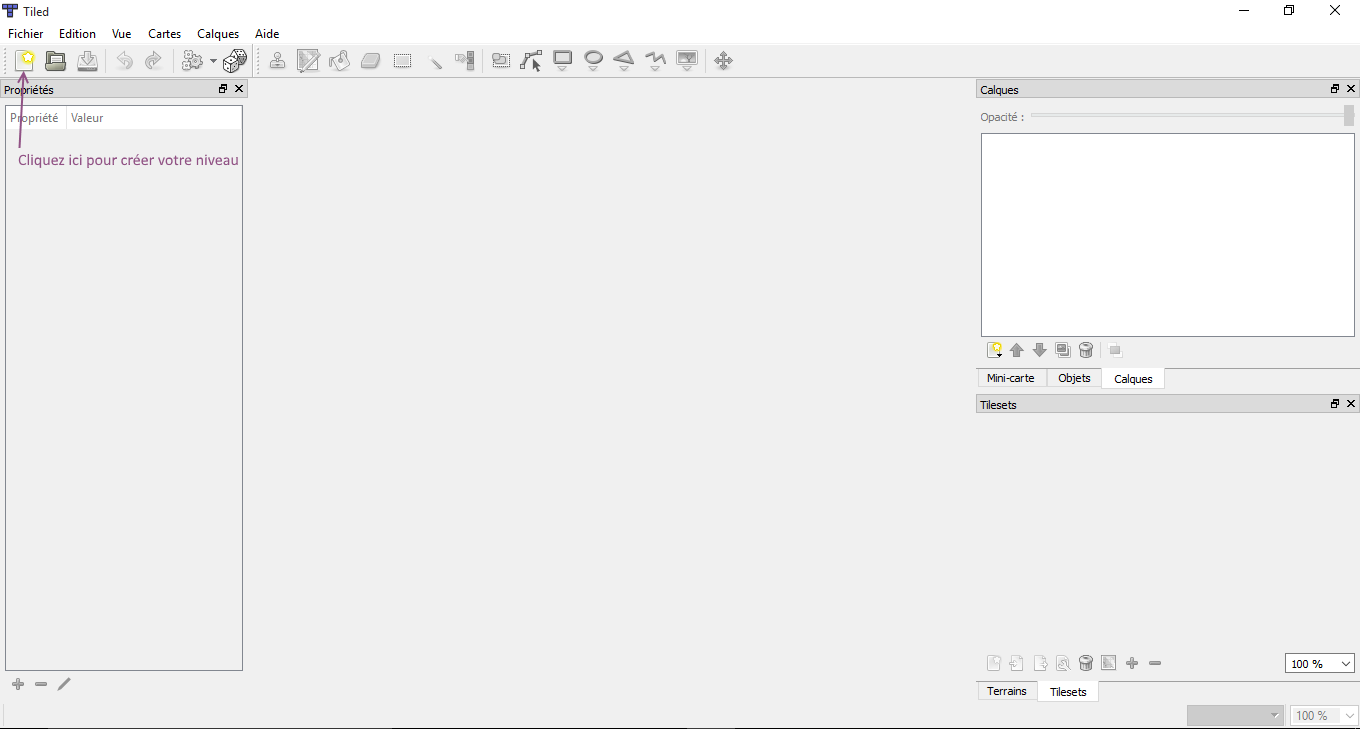 Tiled
Fichier Edition Vue Cartes Calques Aide
Propriétés
Propriété Valeur
Cliquez ici pour créer votre niveau
Calques
Opacité :
Mini-carte Objets Calques
Tilesets
100 %
Terrains Tilesets
100 %